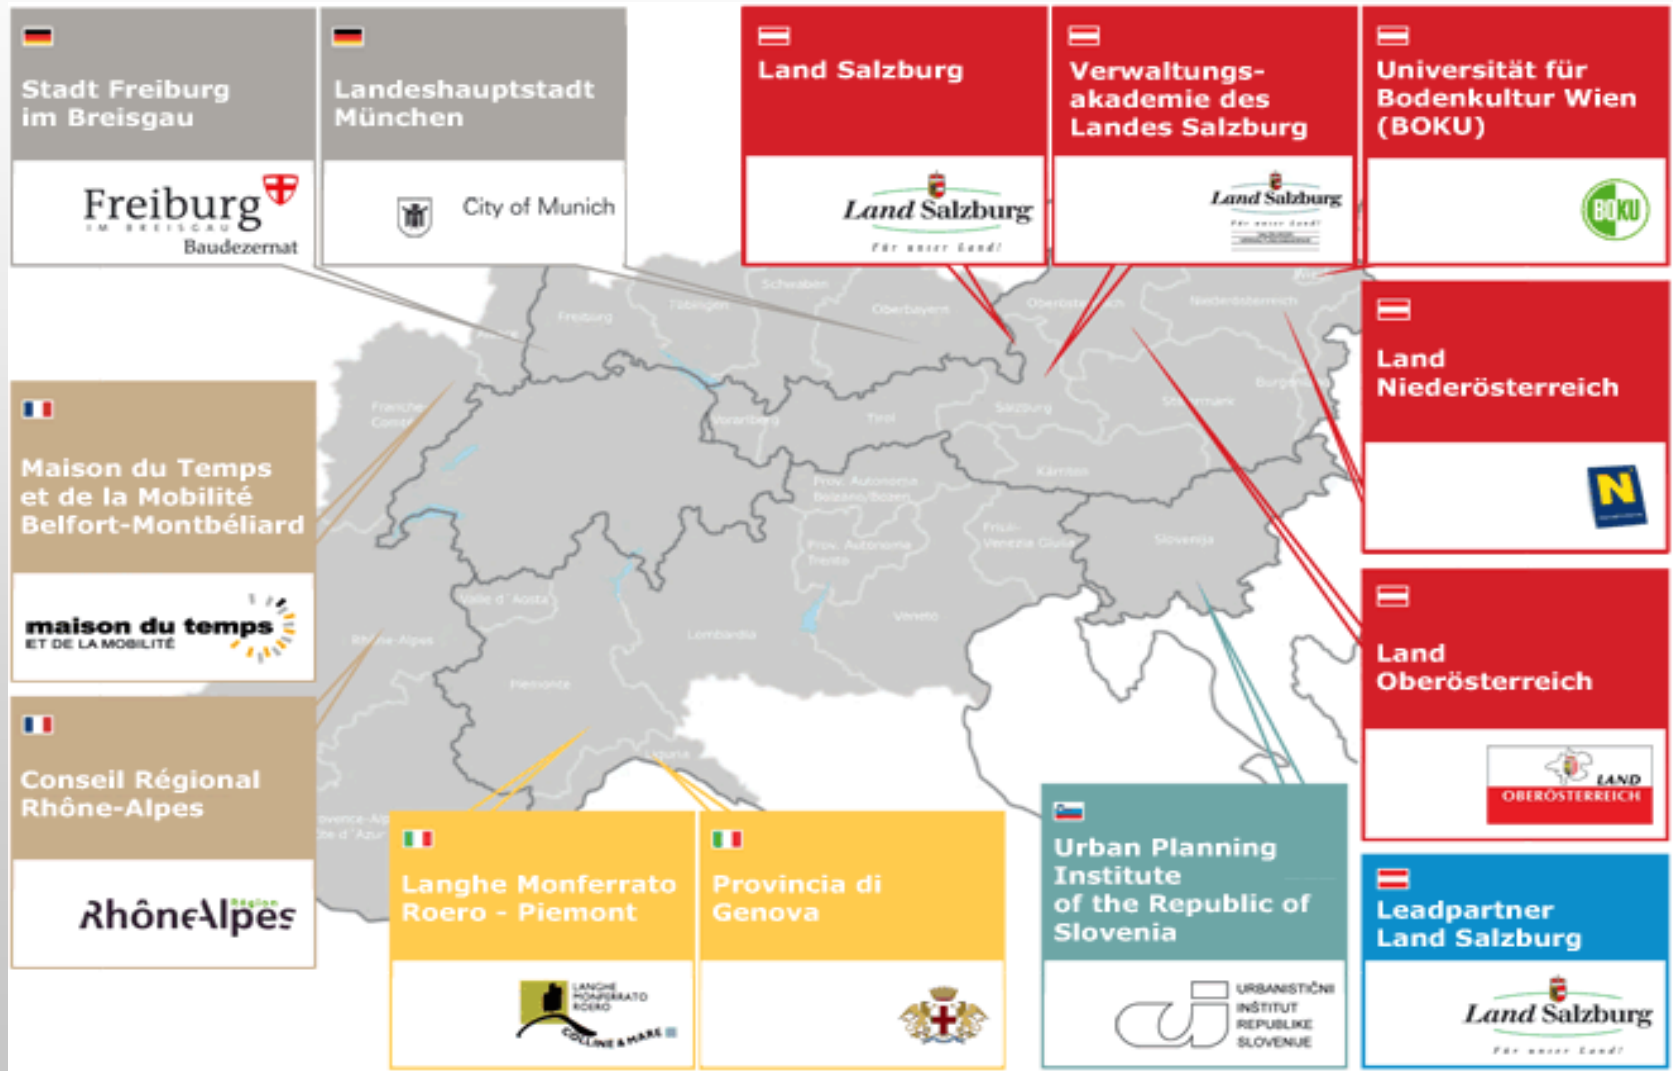 Stadt Freiburg
im Breisgau
Freiburg
IM BREISGAU
Baudezernat
Landeshauptstadt
München
City of Munich
Land Salzburg
Land Salzburg
Für unser Land!
Verwaltungs-
akademie des
Landes Salzburg
Land Salzburg
Für unser Land!
Universität für
Bodenkultur Wien
(BOKU)
BOKU
Land
Niederösterreich
N
Land
Oberösterreich
LAND
OBERÖSTERREICH
Leadpartner
Land Salzburg
Land Salzburg
Für unser Land!
Maison du Temps
et de la Mobilité
Belfort-Montbéliard
maison du temps
ET DE LA MOBILITÉ
Conseil Régional
Rhône-Alpes
Région
RhôneAlpes
Langhe Monferrato
Roero - Piemont
LANGHE
MONFERRATO
ROERO
COLLINE & MARE
Provincia di
Genova
Urban Planning
Institute
of the Republic of
Slovenia
URBANISTIČNI
INŠTITUT
REPUBLIKE
SLOVENIJE
Freiburg
Tübingen
Schwaben
Oberbayern
Oberösterreich
Niederösterreich
Franche-
Comté
Vorarlberg
Tirol
Salzburg
Steiermark
Burgenland
Kärnten
Prov. Autonoma
Bolzano/Bozen
Prov. Autonoma
Trento
Friuli-
Venezia Giulia
Slovenija
Valle d'Aosta
Rhône-Alpes
Lombardia
Veneto
Piemonte
Liguria